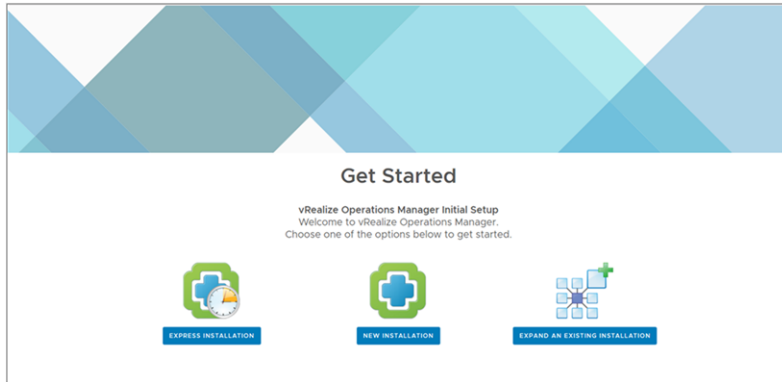 Get Started
vRealize Operations Manager Initial Setup
Welcome to vRealize Operations Manager.
Choose one of the options below to get started.
EXPRESS INSTALLATION
NEW INSTALLATION
EXPAND AN EXISTING INSTALLATION